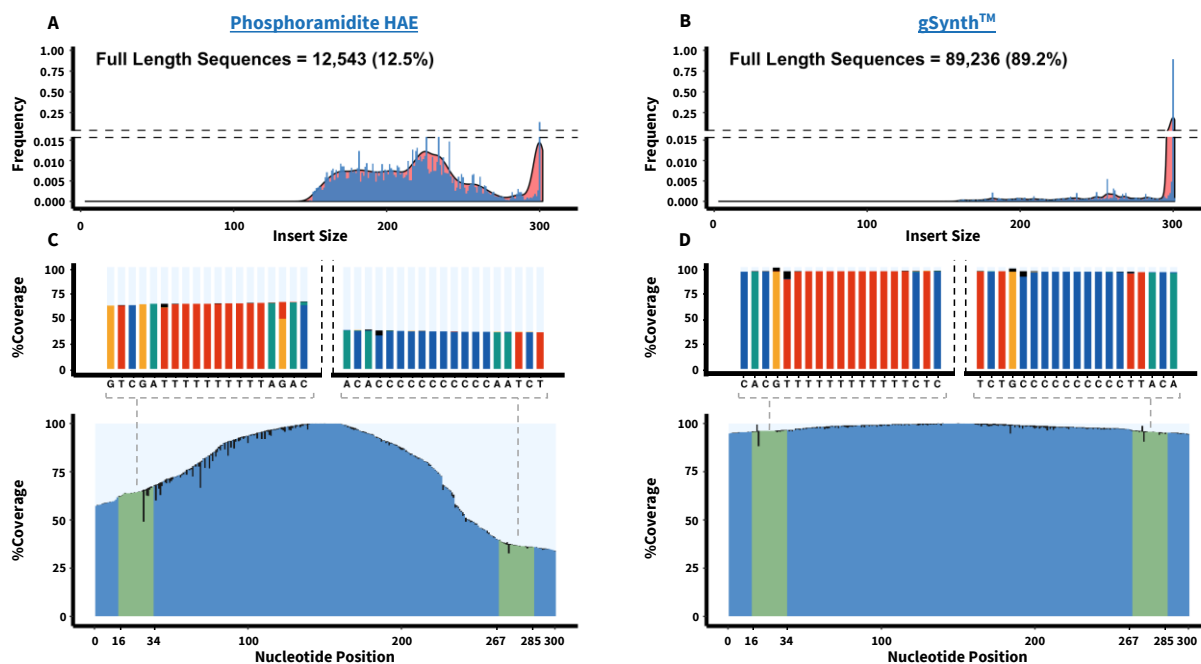 A
Phosphoramidite HAE
Full Length Sequences = 12,543 (12.5%)
Frequency
1.00
0.75
0.50
0.25
0.015
0.010
0.005
0.000
0
100
200
300
Insert Size
B
gSynth™
Full Length Sequences = 89,236 (89.2%)
Frequency
1.00
0.75
0.50
0.25
0.015
0.010
0.005
0.000
0
100
200
300
Insert Size
C
%Coverage
100
75
50
25
0
G T C G A T T T T T T T T T T A G A C
A C A C C C C C C C C C C C A A T C T
%Coverage
100
75
50
25
0
0 16 34 100 200 267 285 300
Nucleotide Position
D
%Coverage
100
75
50
25
0
C A C G T T T T T T T T T T T T C T C
T C T G C C C C C C C C C C T T A C A
%Coverage
100
75
50
25
0
0 16 34 100 200 267 285 300
Nucleotide Position